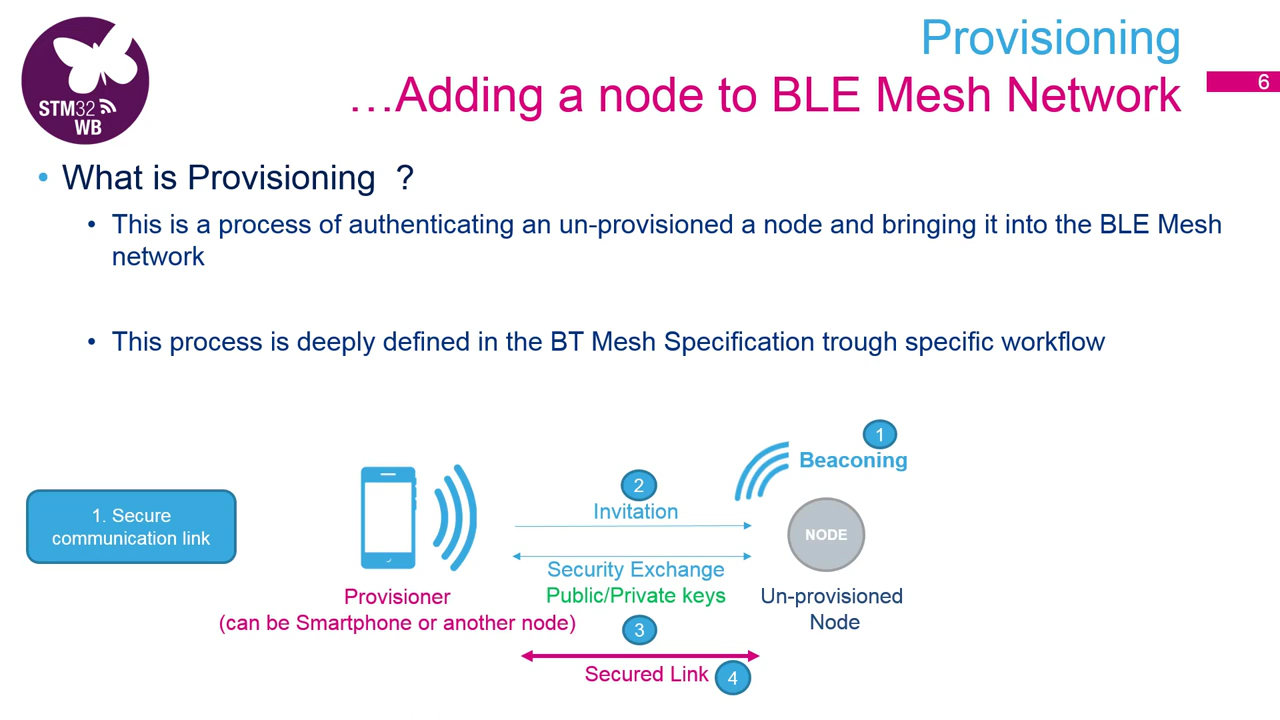 STM32
WB
Provisioning
…Adding a node to BLE Mesh Network
6
• What is Provisioning ?
• This is a process of authenticating an un-provisioned a node and bringing it into the BLE Mesh
network
• This process is deeply defined in the BT Mesh Specification trough specific workflow
1. Secure
communication link
1
Beaconing
2
Invitation
NODE
Security Exchange
Public/Private keys
Provisioner
(can be Smartphone or another node)
Un-provisioned
Node
3
Secured Link
4